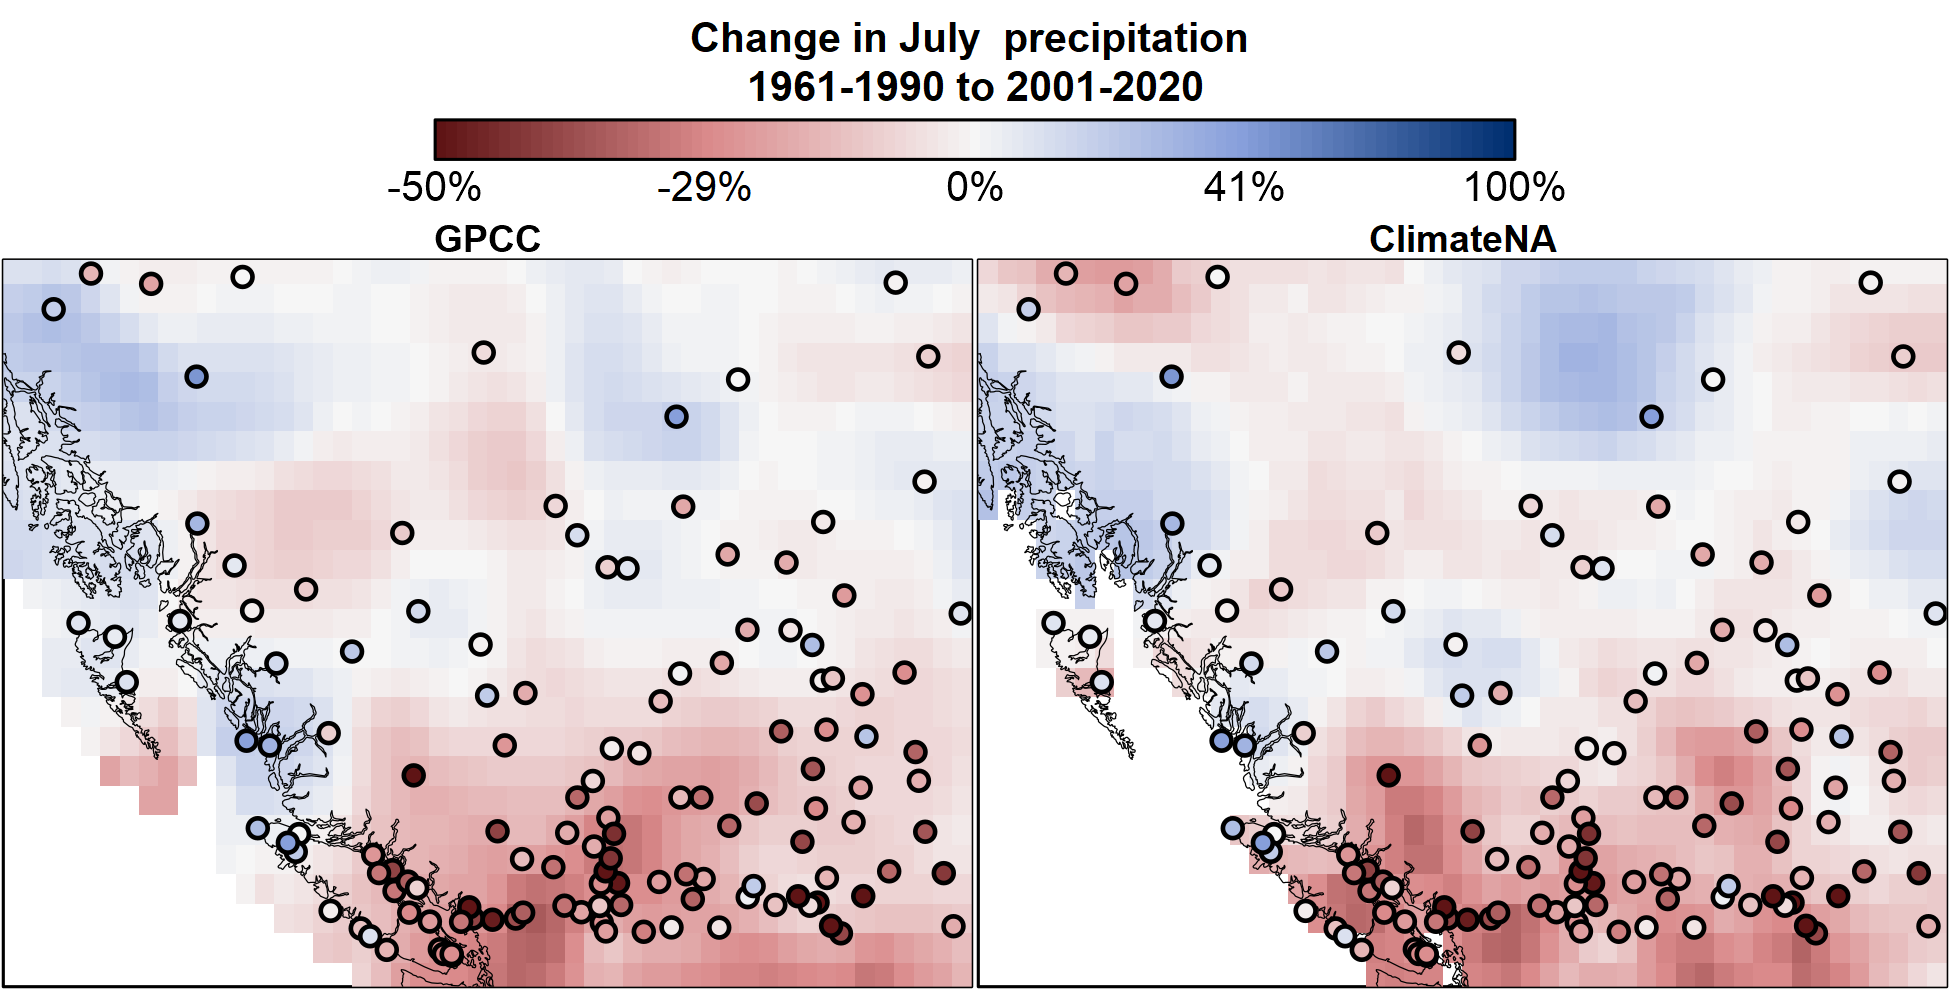 Change in July precipitation
1961-1990 to 2001-2020
-50% -29% 0% 41% 100%
GPCC ClimateNA